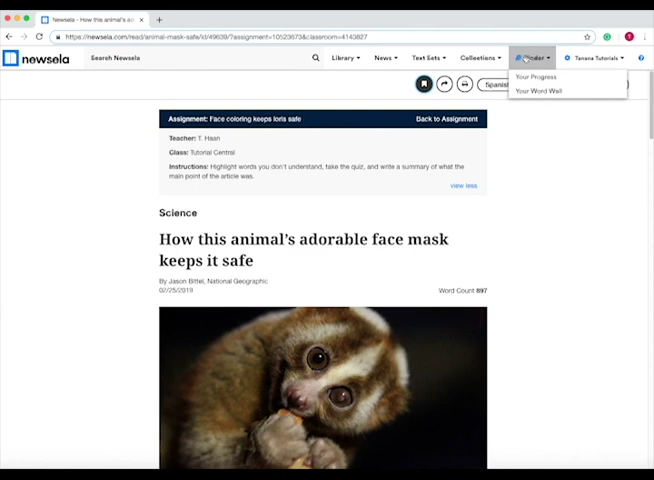 Newsela - How this animal's ad
https://newsela.com/read/animal-mask-safe/id/49639/?assignment=10523673&classroom=4143827
T
newsela
Search Newsela
Library
News
Text Sets
Collections
Binder
Tanana Tutorials
?
Your Progress
Your Word Wall
Spanish
Assignment: Face coloring keeps loris safe
Back to Assignment
Teacher: T. Haan
Class: Tutorial Central
Instructions: Highlight words you don't understand, take the quiz, and write a summary of what the
main point of the article was.
view less
Science
How this animal's adorable face mask
keeps it safe
By Jason Bittel, National Geographic
02/25/2019
Word Count 897